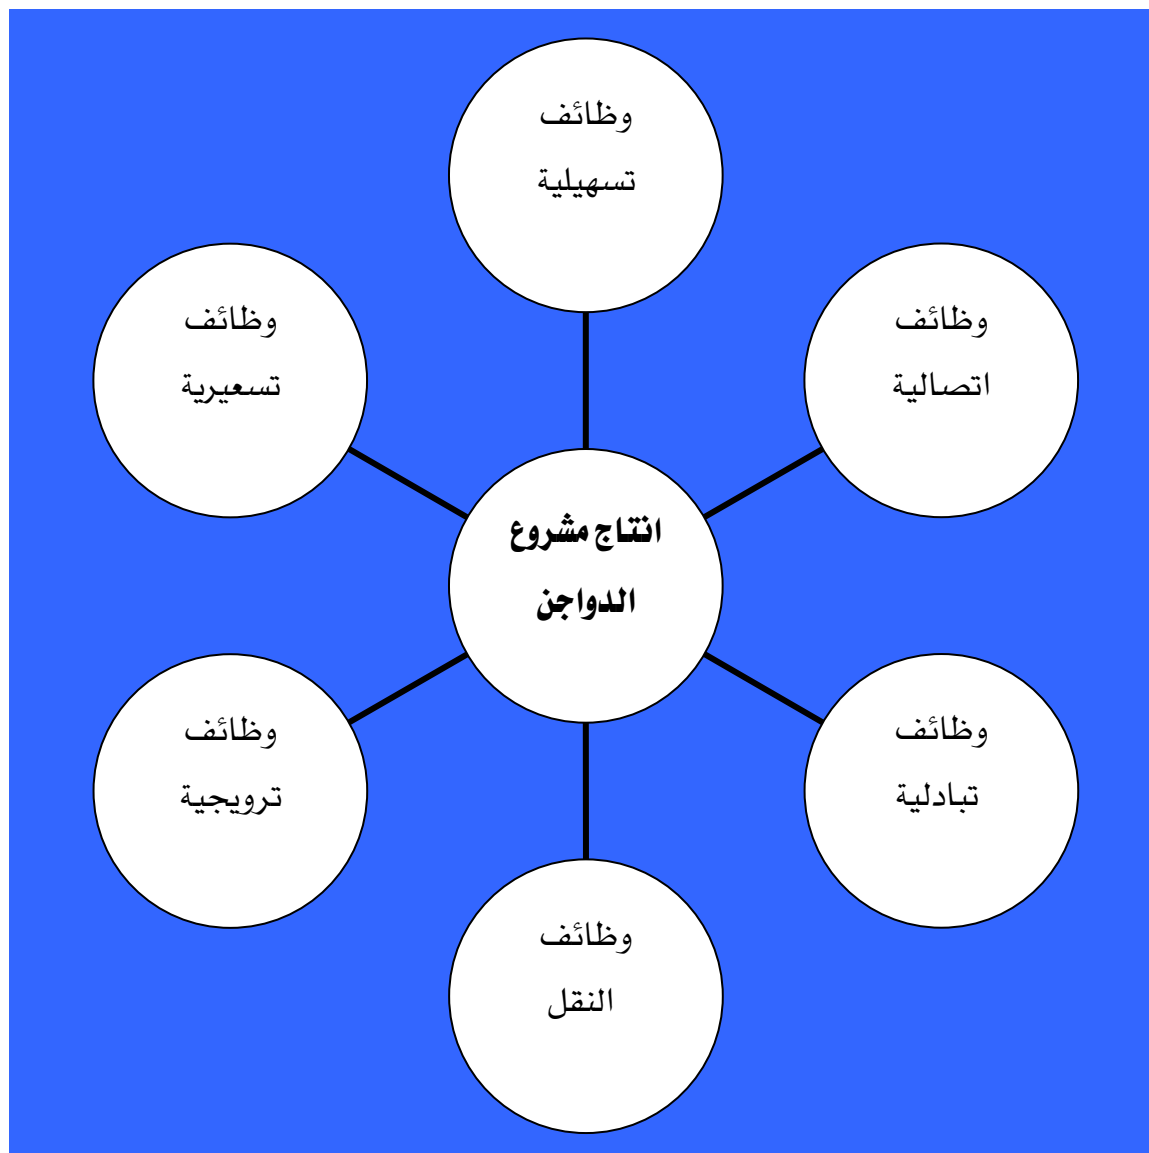 وظائف
تسهيلية
وظائف
اتصالية
وظائف
تسعيرية
انتاج مشروع
الدواجن
وظائف
تبادلية
وظائف
ترويجية
وظائف
النقل